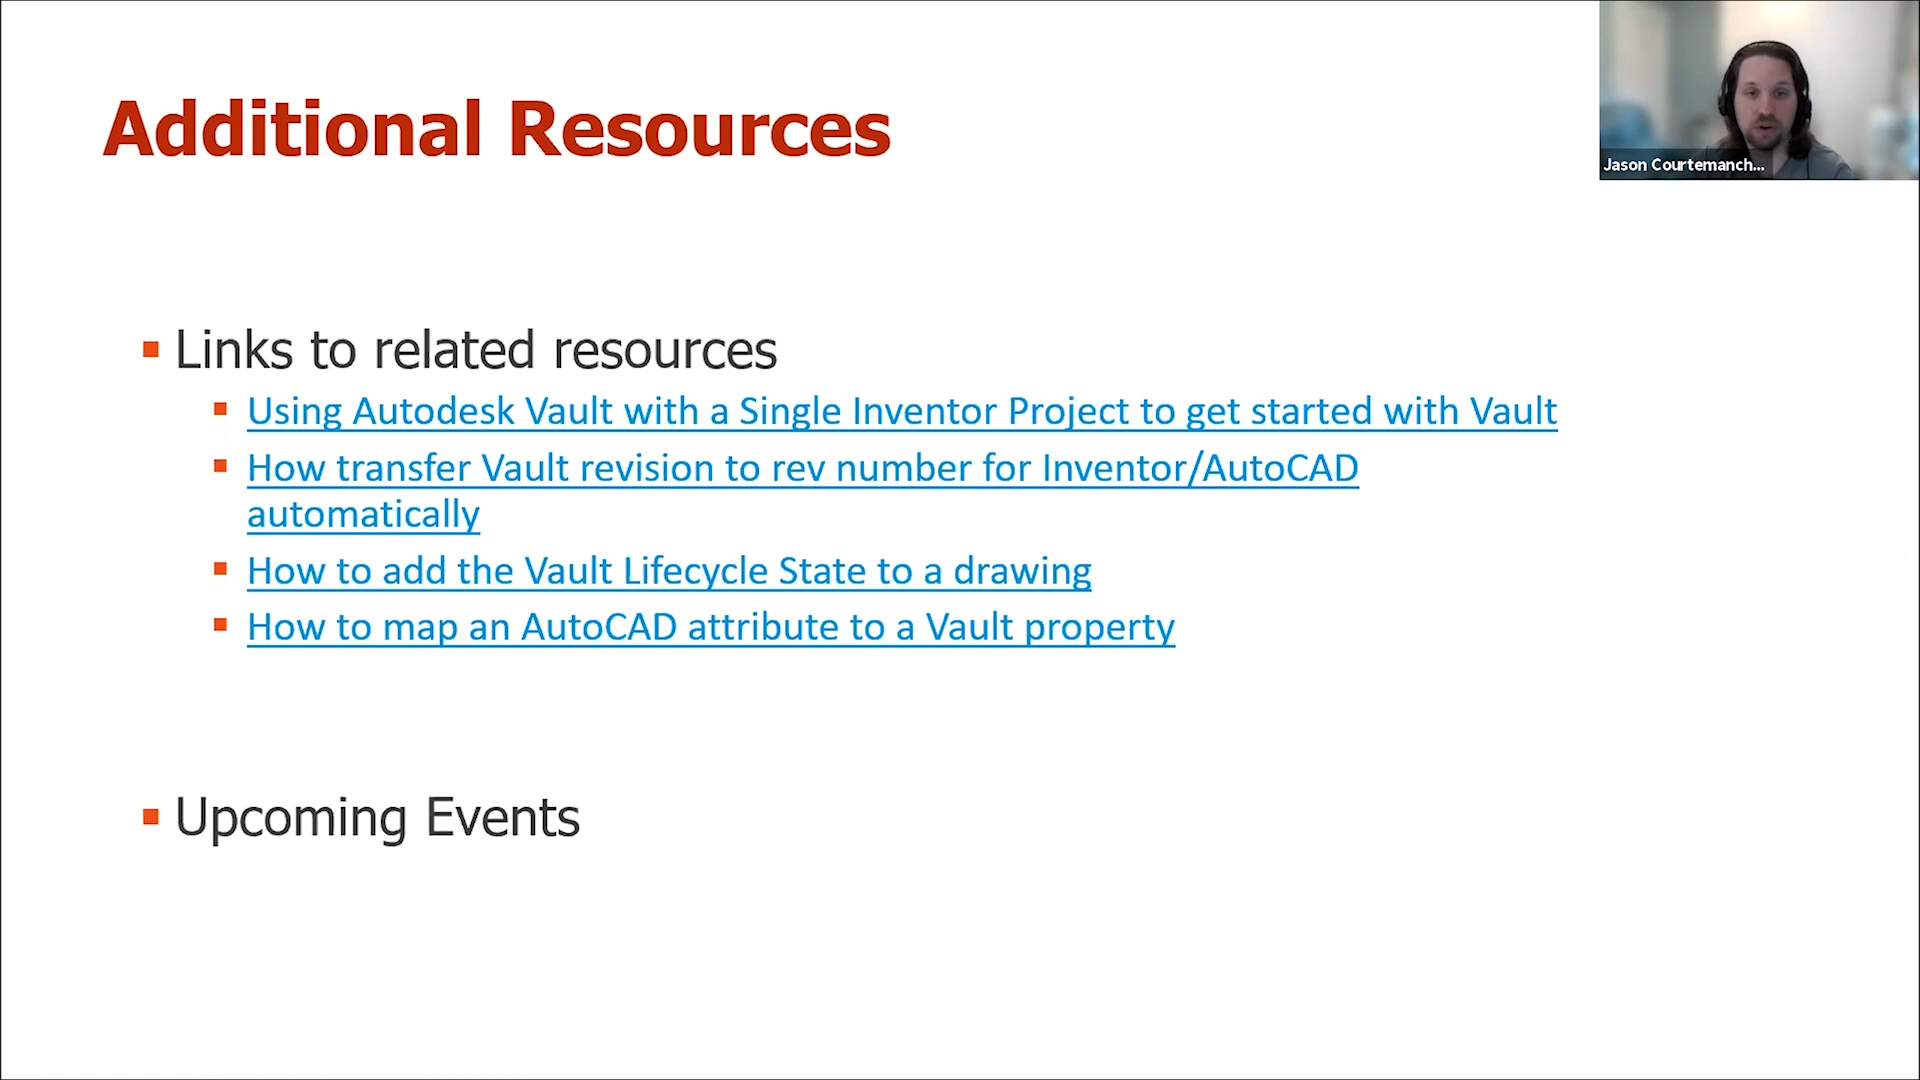 Additional Resources
Jason Courtemanch...
Links to related resources
Using Autodesk Vault with a Single Inventor Project to get started with Vault
How transfer Vault revision to rev number for Inventor/AutoCAD
automatically
How to add the Vault Lifecycle State to a drawing
How to map an AutoCAD attribute to a Vault property
Upcoming Events